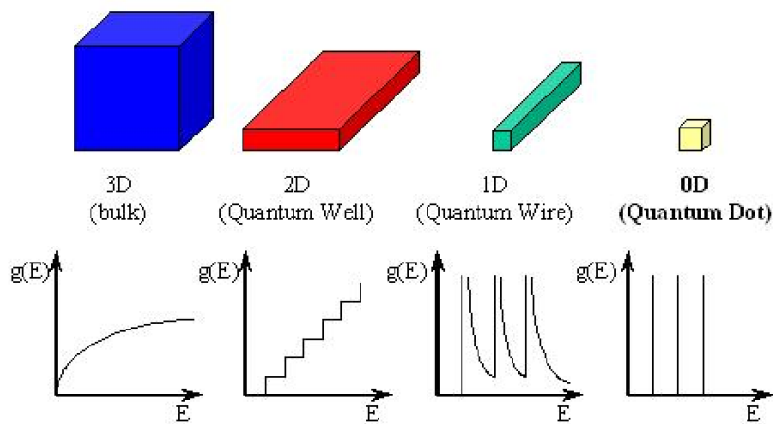 3D
(bulk)
2D
(Quantum Well)
1D
(Quantum Wire)
0D
(Quantum Dot)
g(E)
E
g(E)
E
g(E)
E
g(E)
E